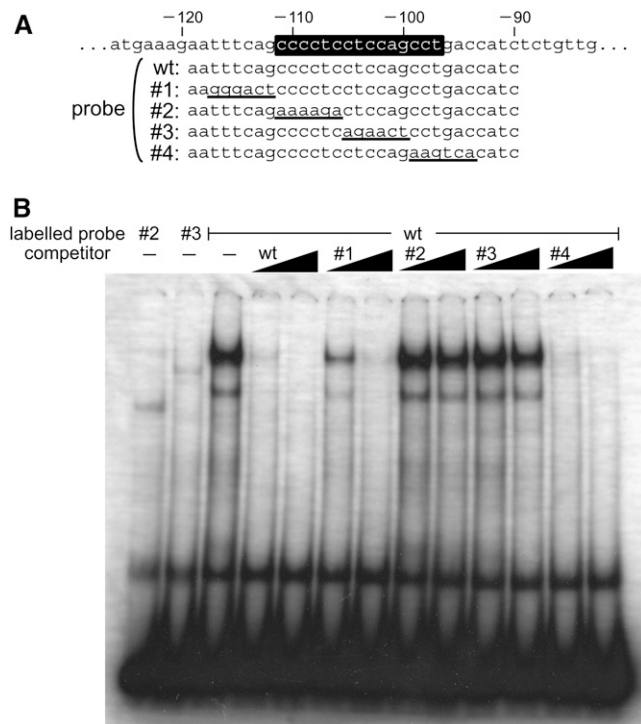 A
−120 −110 −100 −90
...atgaaagaatttcagcccctcctccagcctgaccatctctgttg...
probe
wt: aatttcagcccctcctccagcctgaccatc
#1: aagggactcccctcctccagcctgaccatc
#2: aatttcagaaaagatccagcctgaccatc
#3: aatttcagcccctcagaactcctgaccatc
#4: aatttcagcccctcctccagaagtcacatc
B
labelled probe #2 #3 wt
competitor − − − wt #1 #2 #3 #4